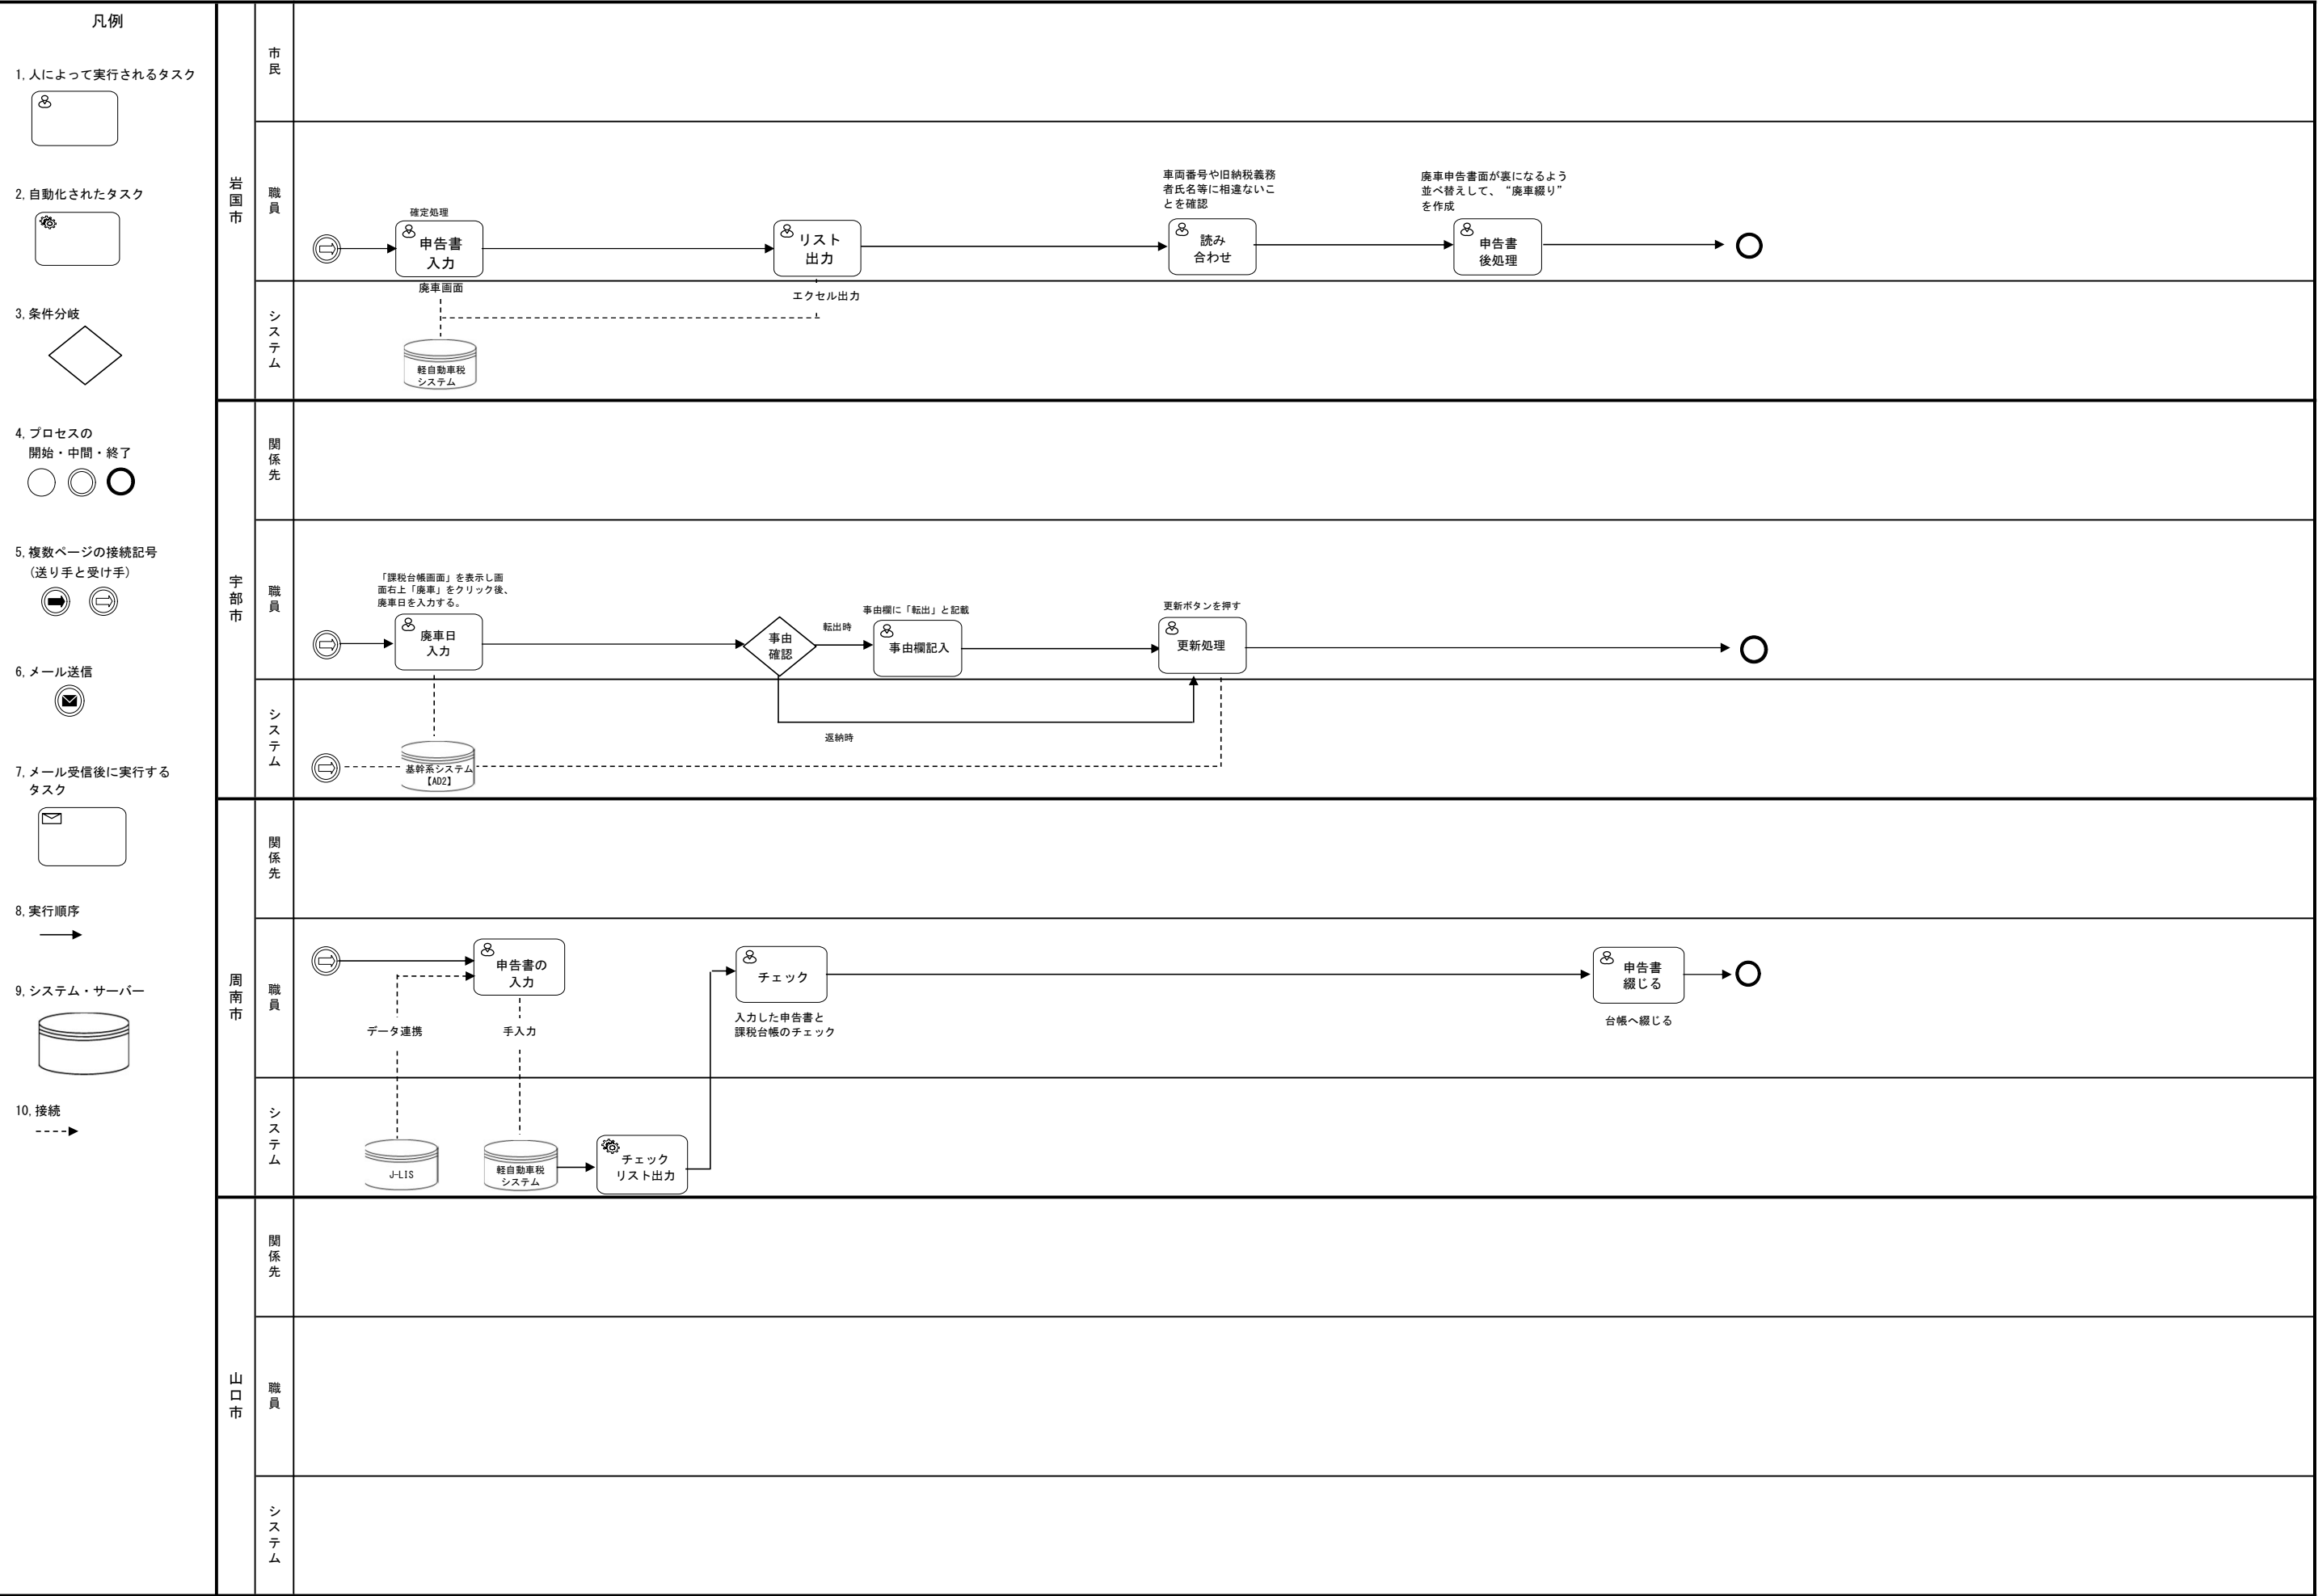 凡例
1,人によって実行されるタスク
2,自動化されたタスク
3,条件分岐
4,プロセスの
開始・中間・終了
5,複数ページの接続記号
(送り手と受け手)
6,メール送信
7,メール受信後に実行する
タスク
8,実行順序
9,システム・サーバー
10,接続
岩国市
市民
職員
確定処理
申告書
入力
廃車画面
リスト
出力
エクセル出力
車両番号や旧納税義務
者氏名等に相違ないこ
とを確認
読み
合わせ
廃車申告書面が裏になるよう
並べ替えして、“廃車綴り”
を作成
申告書
後処理
システム
軽自動車税
システム
宇部市
関係先
職員
「課税台帳画面」を表示し画
面右上「廃車」をクリック後、
廃車日を入力する。
廃車日
入力
事由
確認
転出時
事由欄に「転出」と記載
事由欄記入
更新ボタンを押す
更新処理
返納時
システム
基幹系システム
【AD2】
周南市
関係先
職員
申告書の
入力
データ連携
手入力
チェック
入力した申告書と
課税台帳のチェック
申告書
綴じる
台帳へ綴じる
システム
J-LIS
軽自動車税
システム
チェック
リスト出力
山口市
関係先
職員
システム